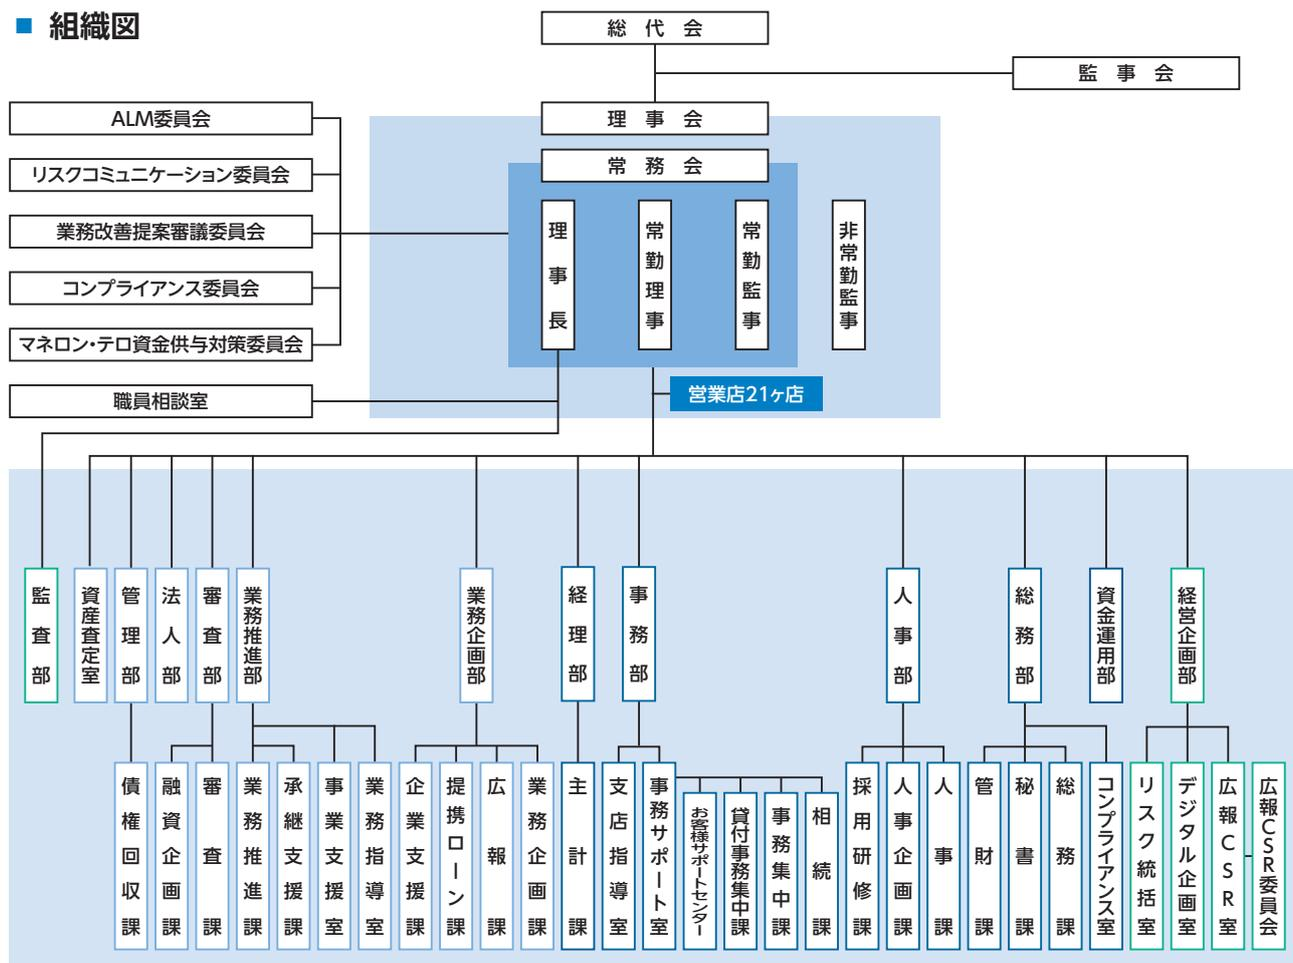 ■ 組織図
総代会
監事会
理事会
常務会
ALM委員会
リスクコミュニケーション委員会
業務改善提案審議委員会
コンプライアンス委員会
マネロン・テロ資金供与対策委員会
職員相談室
理事長
常勤理事
常勤監事
非常勤監事
営業店21ヶ店
監査部
資産査定室
管理部
法人部
審査部
業務推進部
業務企画部
経理部
事務部
人事部
総務部
資金運用部
経営企画部
債権回収課
融資企画課
審査課
業務推進課
承継支援課
事業支援室
業務指導室
企業支援課
提携ローン課
広報課
業務企画課
主計課
支店指導室
事務サポート室
お客様サポートセンター
貸付事務集中課
事務集中課
相続課
採用研修課
人事企画課
人事課
管財課
秘書課
総務課
コンプライアンス室
リスク統括室
デジタル企画室
広報CSR室
広報CSR委員会